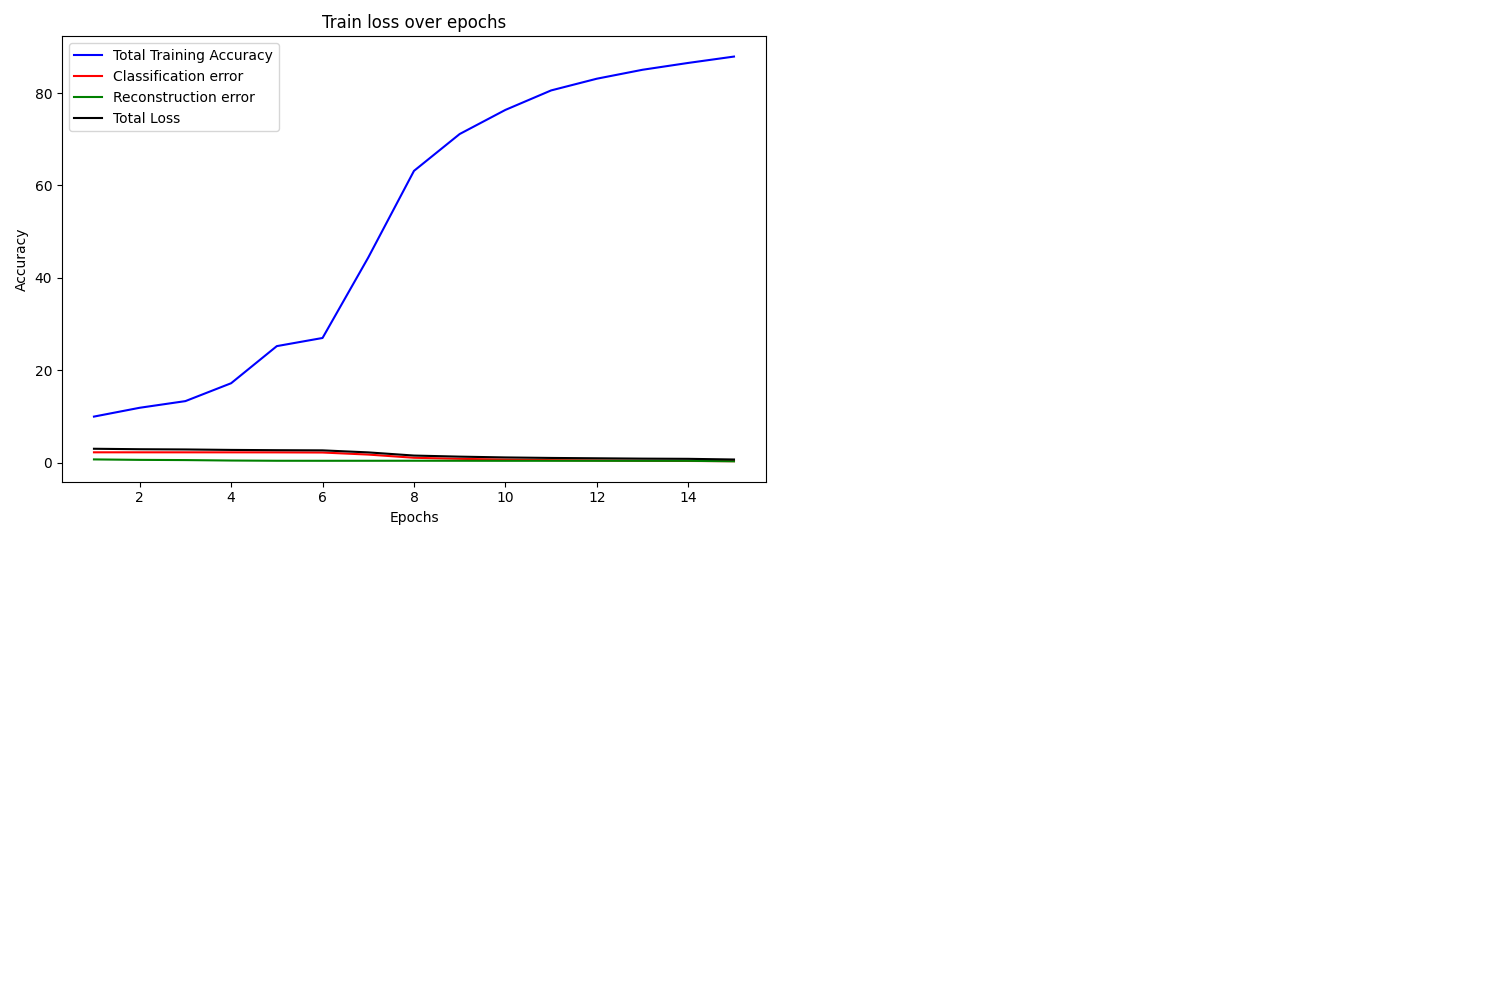 Train loss over epochs
Total Training Accuracy
Classification error
Reconstruction error
Total Loss
Accuracy
80
60
40
20
0
2 4 6 8 10 12 14
Epochs